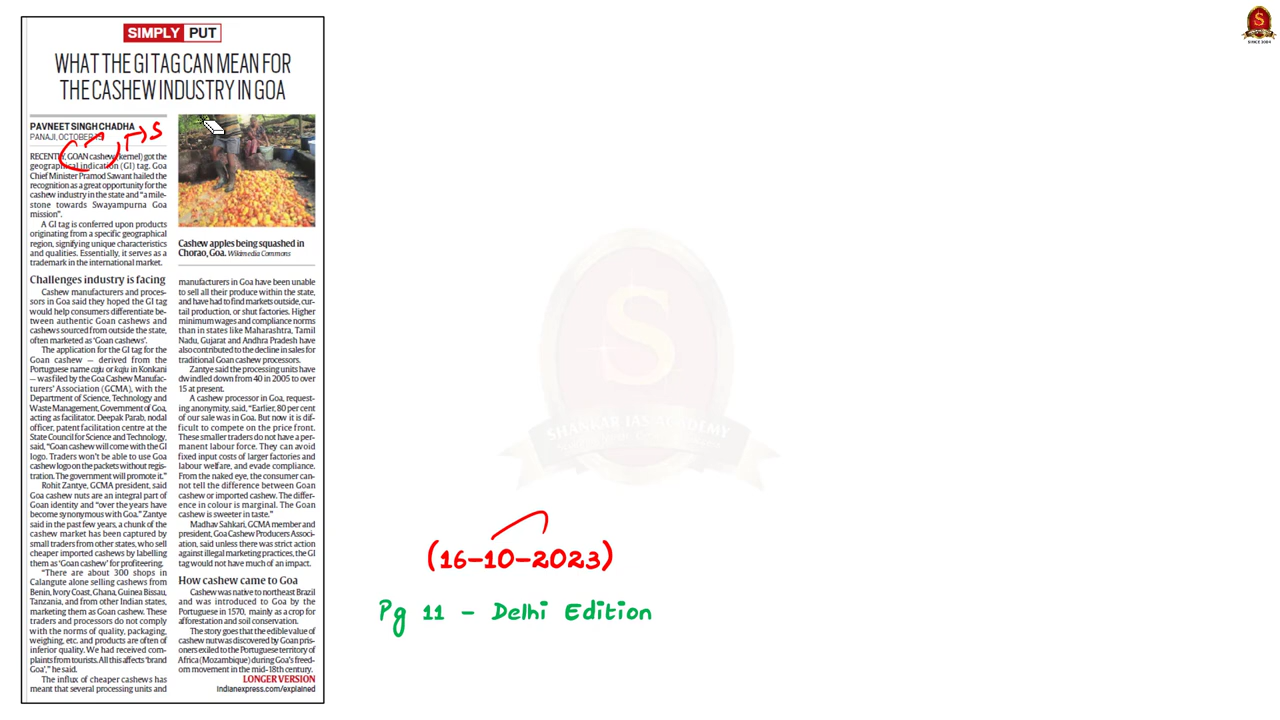 SIMPLY PUT
WHAT THE GI TAG CAN MEAN FOR
THE CASHEW INDUSTRY IN GOA
PAVNEET SINGH CHADHA
PANAJI, OCTOBER
S
RECENTLY, GOAN cashew (kernel) got the
geographical indication (GI) tag. Goa
Chief Minister Pramod Sawant hailed the
recognition as a great opportunity for the
cashew industry in the state and "a mile-
stone towards Swayampurna Goa
mission".
A GI tag is conferred upon products
originating from a specific geographical
region, signifying unique characteristics
and qualities. Essentially, it serves as a
trademark in the international market.
Challenges industry is facing
Cashew manufacturers and proces-
sors in Goa said they hoped the GI tag
would help consumers differentiate be-
tween authentic Goan cashews and
cashews sourced from outside the state,
often marketed as 'Goan cashews'.
The application for the GI tag for the
Goan cashew — derived from the
Portuguese name caju or kaju in Konkani
— was filed by the Goa Cashew Manufac-
turers' Association (GCMA), with the
Department of Science, Technology and
Waste Management, Government of Goa,
acting as facilitator. Deepak Parab, nodal
officer, patent facilitation centre at the
State Council for Science and Technology,
said, "Goan cashew will come with the GI
logo. Traders won't be able to use Goa
cashew logo on the packets without regis-
tration. The government will promote it."
Rohit Zantye, GCMA president, said
Goa cashew nuts are an integral part of
Goan identity and "over the years have
become synonymous with Goa." Zantye
said in the past few years, a chunk of the
cashew market has been captured by
small traders from other states, who sell
cheaper imported cashews by labelling
them as 'Goan cashew' for profiteering.
"There are about 300 shops in
Calangute alone selling cashews from
Benin, Ivory Coast, Ghana, Guinea Bissau,
Tanzania, and from other Indian states,
marketing them as Goan cashew. These
traders and processors do not comply
with the norms of quality, packaging,
weighing, etc, and products are often of
inferior quality. We had received com-
plaints from tourists. All this affects 'brand
Goa'," he said.
The influx of cheaper cashews has
meant that several processing units and
Cashew apples being squashed in
Chorao, Goa. Wikimedia Commons
manufacturers in Goa have been unable
to sell all their produce within the state,
and have had to find markets outside, cur-
tail production, or shut factories. Higher
minimum wages and compliance norms
than in states like Maharashtra, Tamil
Nadu, Gujarat and Andhra Pradesh have
also contributed to the decline in sales for
traditional Goan cashew processors.
Zantye said the processing units have
dwindled down from 40 in 2005 to over
15 at present.
A cashew processor in Goa, request-
ing anonymity, said, "Earlier, 80 per cent
of our sale was in Goa. But now it is dif-
ficult to compete on the price front.
These smaller traders do not have a per-
manent labour force. They can avoid
fixed input costs of larger factories and
labour welfare, and evade compliance.
From the naked eye, the consumer can-
not tell the difference between Goan
cashew or imported cashew. The differ-
ence in colour is marginal. The Goan
cashew is sweeter in taste."
Madhav Sahkari, GCMA member and
president, Goa Cashew Producers Associ-
ation, said unless there was strict action
against illegal marketing practices, the GI
tag would not have much of an impact.
How cashew came to Goa
Cashew was native to northeast Brazil
and was introduced to Goa by the
Portuguese in 1570, mainly as a crop for
afforestation and soil conservation.
The story goes that the edible value of
cashew nut was discovered by Goan pris-
oners exiled to the Portuguese territory of
Africa (Mozambique) during Goa's freed-
om movement in the mid-18th century.
LONGER VERSION
indianexpress.com/explained
S
SHANKAR IAS ACADEMY
(16-10-2023)
Pg 11 - Delhi Edition
S
SINCE 2004